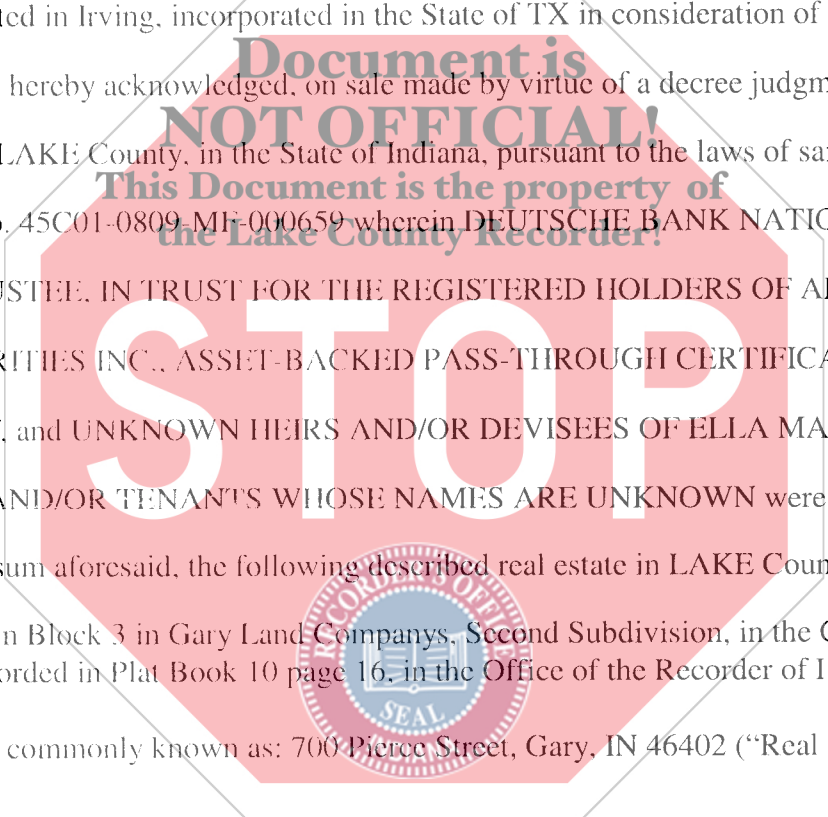 ted in Irving, incorporated in the State of TX in consideration of
Document is
hereby acknowledged, on sale made by virtue of a decree judgm
NOT OFFICIAL!
LAKE County, in the State of Indiana, pursuant to the laws of sai
This Document is the property of
45C01-0809-MF-000659 wherein DEUTSCHE BANK NATIO
the Lake County Recorder!
USTEE, IN TRUST FOR THE REGISTERED HOLDERS OF
STOP
RITIES INC., ASSET-BACKED PASS-THROUGH CERTIFICA
and UNKNOWN HEIRS AND/OR DEVISEES OF ELLA MA
AND/OR TENANTS WHOSE NAMES ARE UNKNOWN were
sum aforesaid, the following described real estate in LAKE Coun
RECORDER'S OFFICE
n Block 3 in Gary Land Companys, Second Subdivision, in the
orded in Plat Book 10 page 16, in the Office of the Recorder of
SEAL
commonly known as: 700 Pierce Street, Gary, IN 46402 (“Real